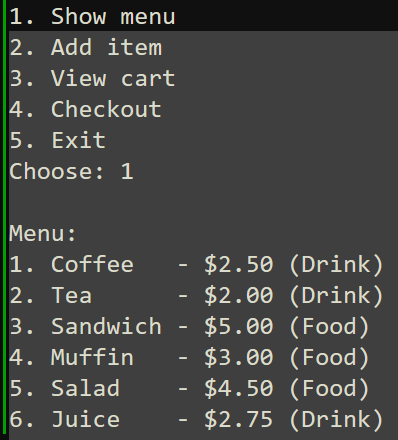 1. Show menu
2. Add item
3. View cart
4. Checkout
5. Exit
Choose: 1

Menu:
1. Coffee   - $2.50 (Drink)
2. Tea      - $2.00 (Drink)
3. Sandwich - $5.00 (Food)
4. Muffin   - $3.00 (Food)
5. Salad    - $4.50 (Food)
6. Juice    - $2.75 (Drink)